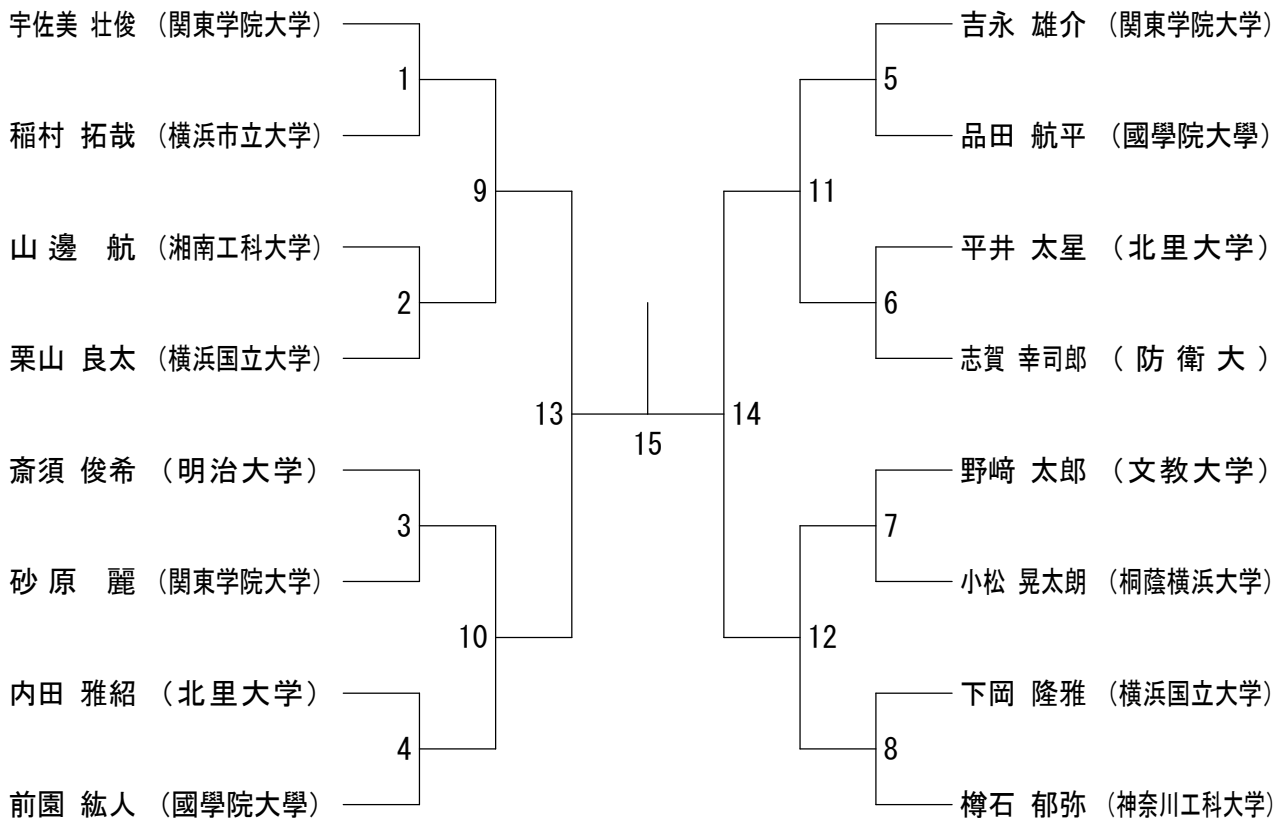 宇佐美 壮俊 (関東学院大学)
1
稲村 拓哉 (横浜市立大学)
9
山邊 航 (湘南工科大学)
2
栗山 良太 (横浜国立大学)
13
斎須 俊希 (明治大学)
3
砂原 麗 (関東学院大学)
10
内田 雅紹 (北里大学)
4
前園 紘人 (國學院大學)
15
吉永 雄介 (関東学院大学)
5
品田 航平 (國學院大學)
11
平井 太星 (北里大学)
6
志賀 幸司郎 (防衛大)
14
野﨑 太郎 (文教大学)
7
小松 晃太朗 (桐蔭横浜大学)
12
下岡 隆雅 (横浜国立大学)
8
樽石 郁弥 (神奈川工科大学)